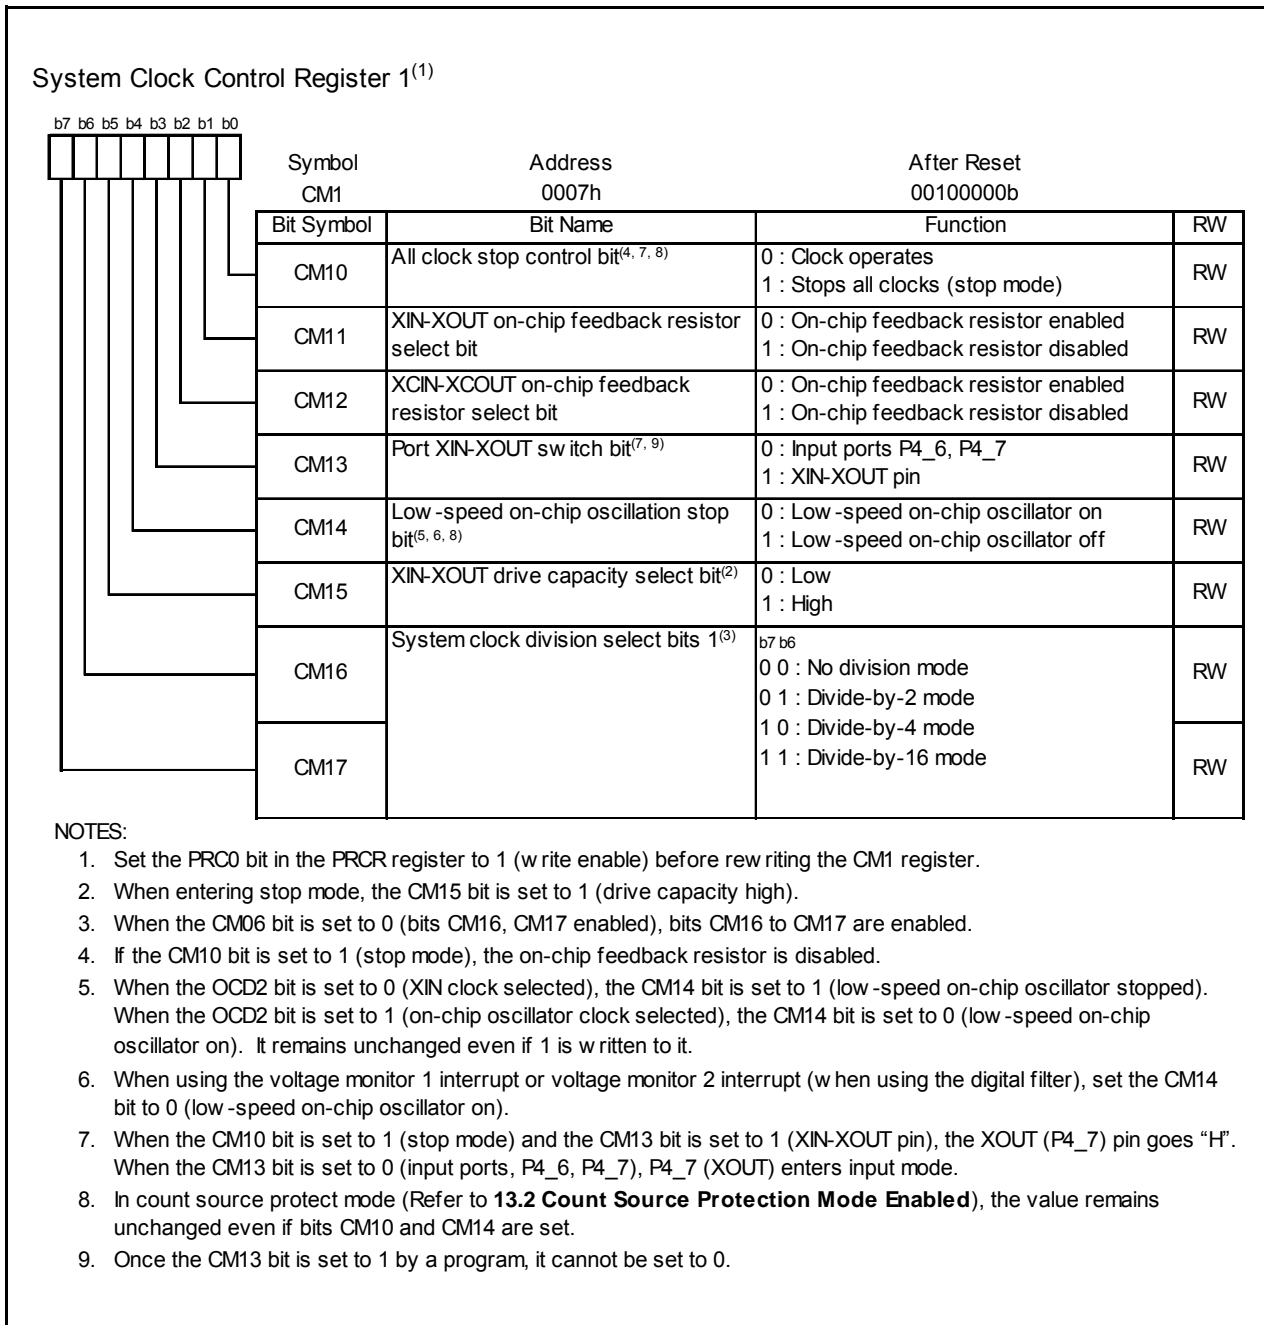 System Clock Control Register 1(1)
b7 b6 b5 b4 b3 b2 b1 b0
Symbol Address After Reset
CM1 0007h 00100000b
Bit Symbol Bit Name Function RW
CM10 All clock stop control bit(4, 7, 8) 0 : Clock operates RW
1 : Stops all clocks (stop mode)
CM11 XIN-XOUT on-chip feedback resistor 0 : On-chip feedback resistor enabled RW
select bit 1 : On-chip feedback resistor disabled
CM12 XCIN-XCOUT on-chip feedback 0 : On-chip feedback resistor enabled RW
resistor select bit 1 : On-chip feedback resistor disabled
CM13 Port XIN-XOUT switch bit(7, 9) 0 : Input ports P4_6, P4_7 RW
1 : XIN-XOUT pin
CM14 Low-speed on-chip oscillation stop 0 : Low-speed on-chip oscillator on RW
bit(5, 6, 8) 1 : Low-speed on-chip oscillator off
CM15 XIN-XOUT drive capacity select bit(2) 0 : Low RW
1 : High
CM16 System clock division select bits 1(3) b7 b6 RW
0 0 : No division mode
0 1 : Divide-by-2 mode
1 0 : Divide-by-4 mode
CM17 1 1 : Divide-by-16 mode RW
NOTES:
1. Set the PRC0 bit in the PRCR register to 1 (write enable) before rewriting the CM1 register.
2. When entering stop mode, the CM15 bit is set to 1 (drive capacity high).
3. When the CM06 bit is set to 0 (bits CM16, CM17 enabled), bits CM16 to CM17 are enabled.
4. If the CM10 bit is set to 1 (stop mode), the on-chip feedback resistor is disabled.
5. When the OCD2 bit is set to 0 (XIN clock selected), the CM14 bit is set to 1 (low-speed on-chip oscillator stopped).
When the OCD2 bit is set to 1 (on-chip oscillator clock selected), the CM14 bit is set to 0 (low-speed on-chip
oscillator on). It remains unchanged even if 1 is written to it.
6. When using the voltage monitor 1 interrupt or voltage monitor 2 interrupt (when using the digital filter), set the CM14
bit to 0 (low-speed on-chip oscillator on).
7. When the CM10 bit is set to 1 (stop mode) and the CM13 bit is set to 1 (XIN-XOUT pin), the XOUT (P4_7) pin goes “H”.
When the CM13 bit is set to 0 (input ports, P4_6, P4_7), P4_7 (XOUT) enters input mode.
8. In count source protect mode (Refer to 13.2 Count Source Protection Mode Enabled), the value remains
unchanged even if bits CM10 and CM14 are set.
9. Once the CM13 bit is set to 1 by a program, it cannot be set to 0.